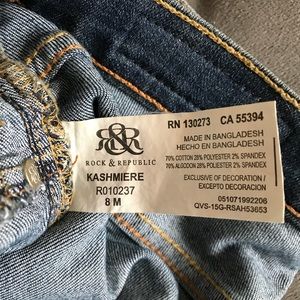 RR
ROCK & REPUBLIC
KASHMIERE
R010237
8 M
RN 130273 CA 55394
MADE IN BANGLADESH
HECHO EN BANGLADESH
70% COTTON 28% POLYESTER 2% SPANDEX
70% ALGODON 28% POLYESTER 2% SPANDEX
EXCLUSIVE OF DECORATION /
EXCEPTO DECORACION
051071992206
QVS-15G-RSAH53653